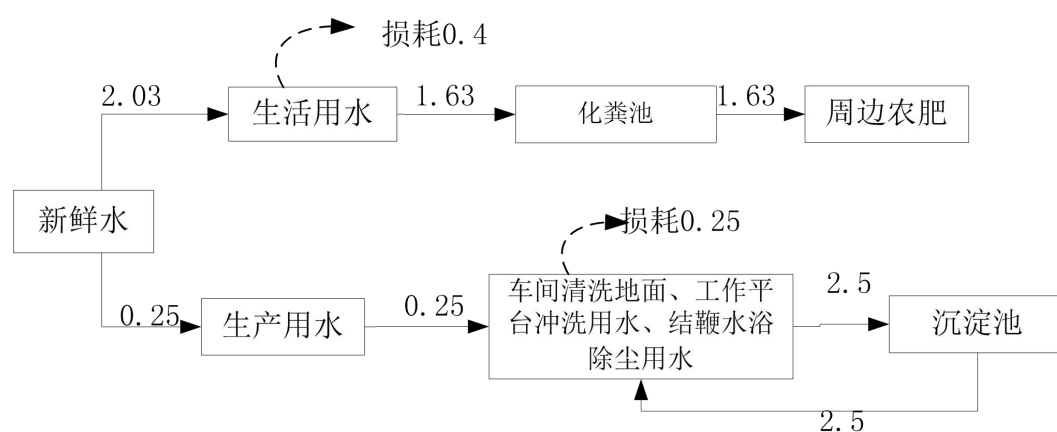 损耗0.4
2.03
生活用水
1.63
化粪池
1.63
周边农肥
新鲜水
损耗0.25
0.25
生产用水
0.25
车间清洗地面、工作平
台冲洗用水、结鞭水浴
除尘用水
2.5
沉淀池
2.5